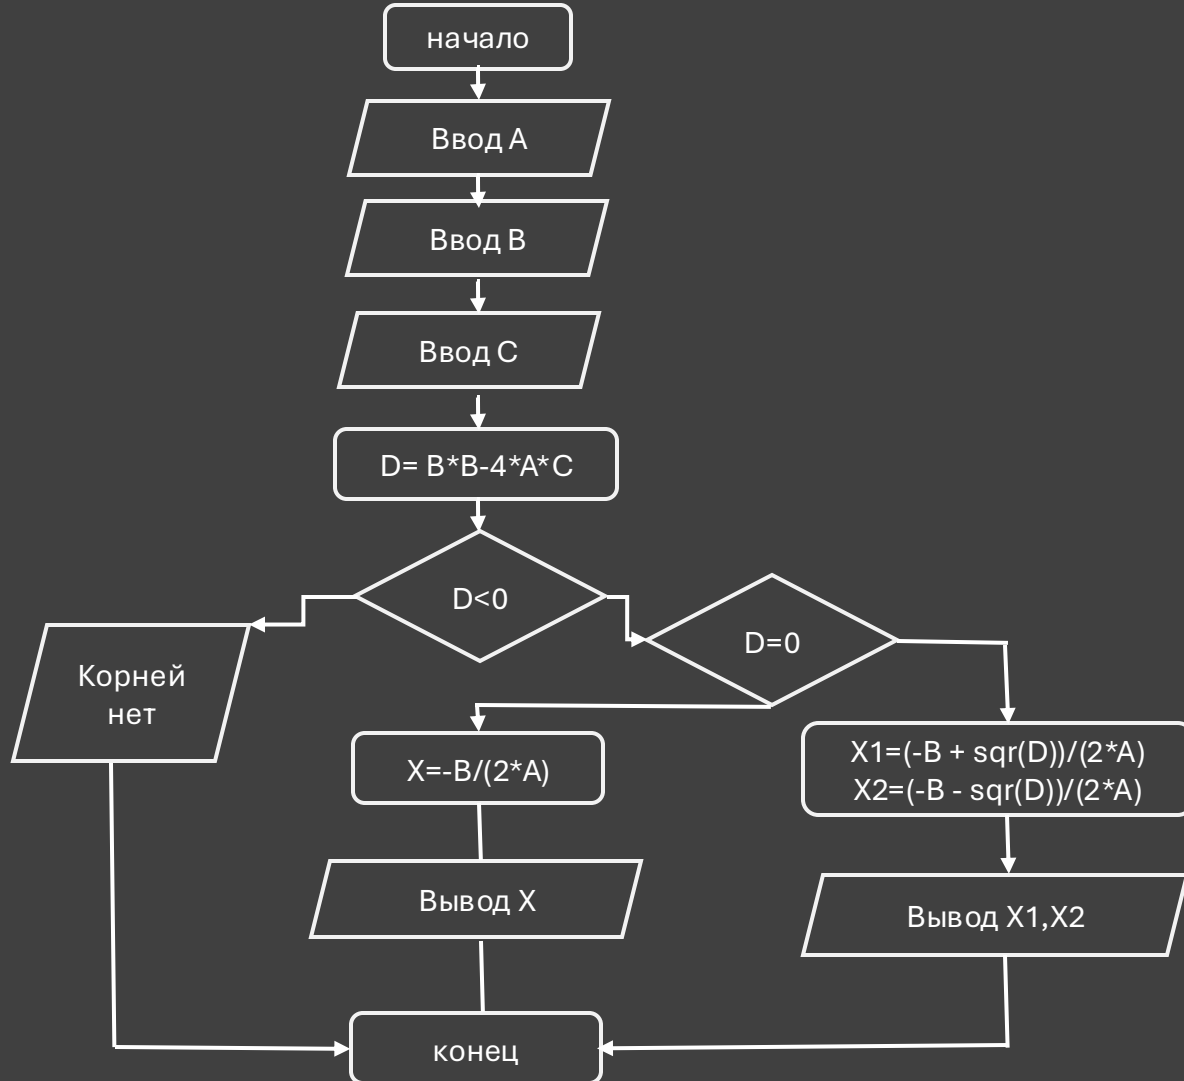 начало
Ввод А
Ввод В
Ввод С
D= B*B-4*A*C
D<0
D=0
Корней
нет
X=-B/(2*A)
X1=(-B + sqr(D))/(2*A)
X2=(-B - sqr(D))/(2*A)
Вывод X
Вывод X1,X2
конец